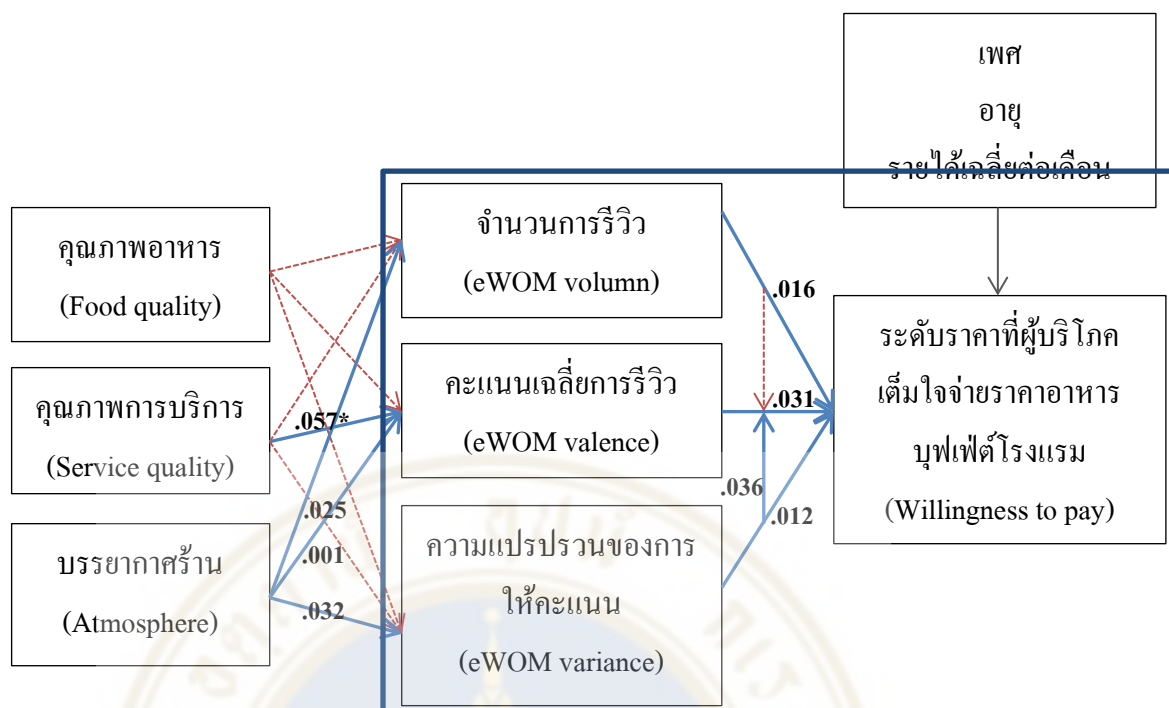 เพศ
อายุ
รายได้เฉลี่ยต่อเดือน
คุณภาพอาหาร
(Food quality)
คุณภาพการบริการ
(Service quality)
บรรยากาศร้าน
(Atmosphere)
จำนวนการรีวิว
(eWOM volumn)
คะแนนเฉลี่ยการรีวิว
(eWOM valence)
ความแปรปรวนของการ
ให้คะแนน
(eWOM variance)
ระดับราคาที่ผู้บริโภค
เต็มใจจ่ายราคาอาหาร
บุฟเฟ่ต์โรงแรม
(Willingness to pay)
.057*
.025
.001
.032
.016
.031
.036
.012